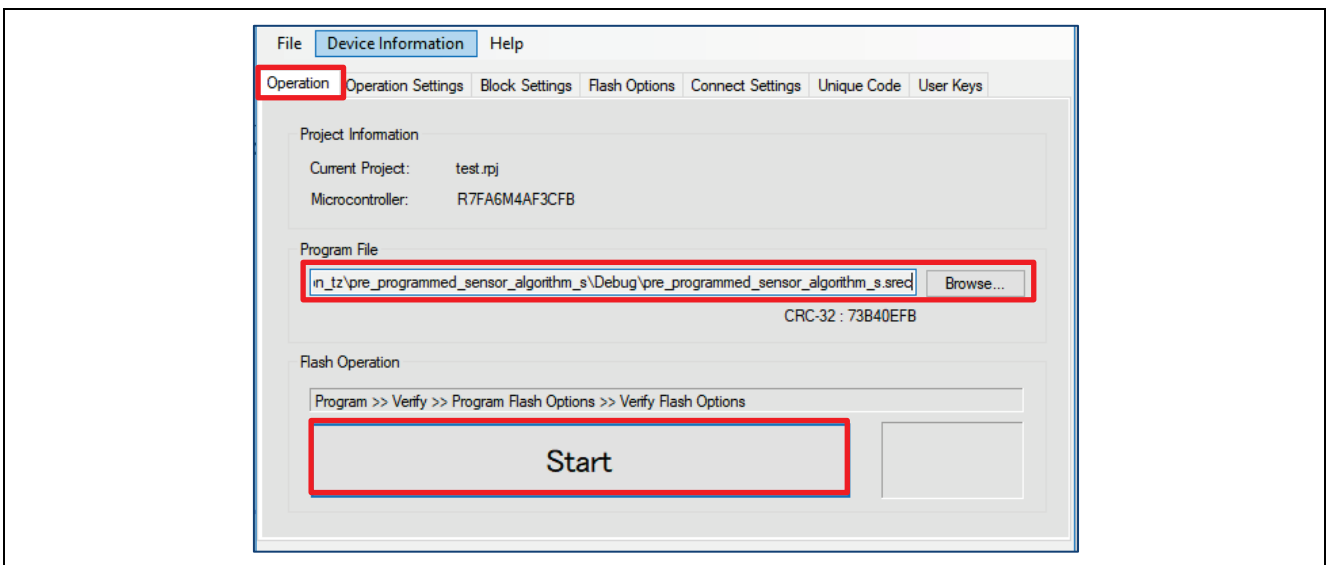 File Device Information Help
Operation Operation Settings Block Settings Flash Options Connect Settings Unique Code User Keys
Project Information
Current Project: test.rpj
Microcontroller: R7FA6M4AF3CFB
Program File
n_tz\pre_programmed_sensor_algorithm_s\Debug\pre_programmed_sensor_algorithm_s.srec Browse...
CRC-32 : 73B40EFB
Flash Operation
Program >> Verify >> Program Flash Options >> Verify Flash Options
Start